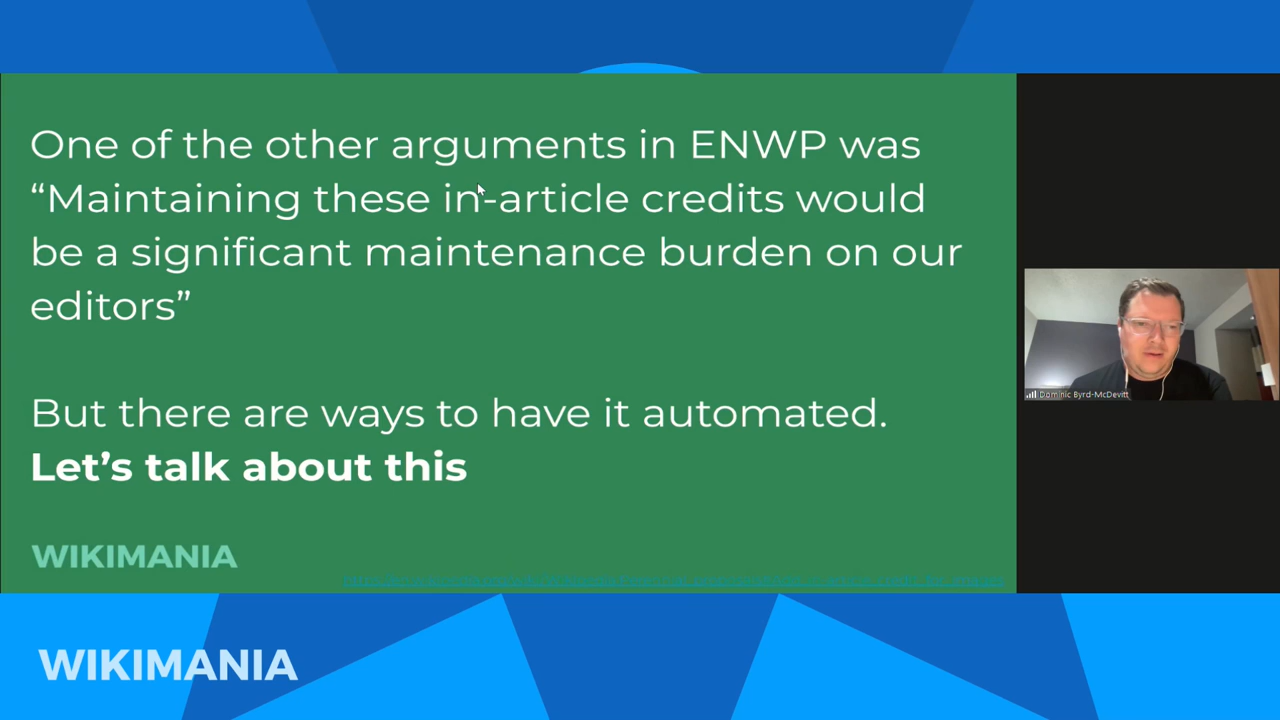 One of the other arguments in ENWP was
“Maintaining these in-article credits would
be a significant maintenance burden on our
editors”
But there are ways to have it automated.
Let’s talk about this
WIKIMANIA
Dominic Byrd-McDevitt
WIKIMANIA